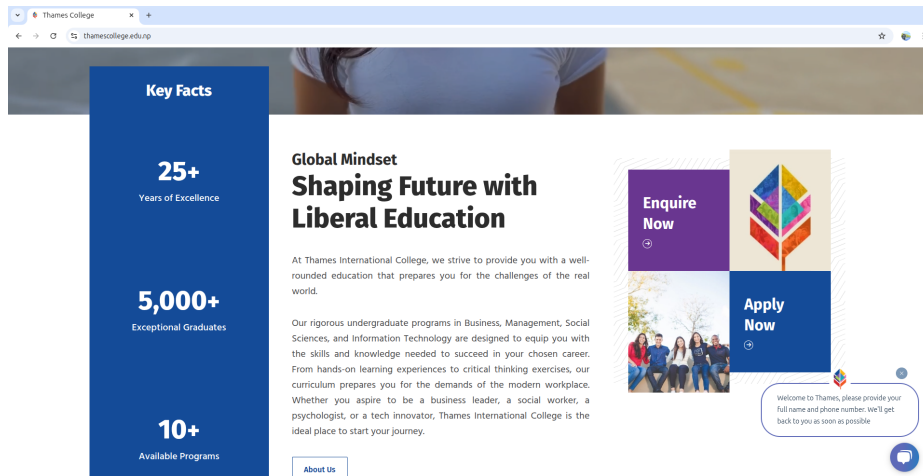 Thames College
thamescollege.edu.np
Key Facts
25+
Years of Excellence
5,000+
Exceptional Graduates
10+
Available Programs
Global Mindset
Shaping Future with
Liberal Education
At Thames International College, we strive to provide you with a well-
rounded education that prepares you for the challenges of the real
world.
Our rigorous undergraduate programs in Business, Management, Social
Sciences, and Information Technology are designed to equip you with
the skills and knowledge needed to succeed in your chosen career.
From hands-on learning experiences to critical thinking exercises, our
curriculum prepares you for the demands of the modern workplace.
Whether you aspire to be a business leader, a social worker, a
psychologist, or a tech innovator, Thames International College is the
ideal place to start your journey.
About Us
Enquire
Now
Apply
Now
Welcome to Thames, please provide your
full name and phone number. We'll get
back to you as soon as possible